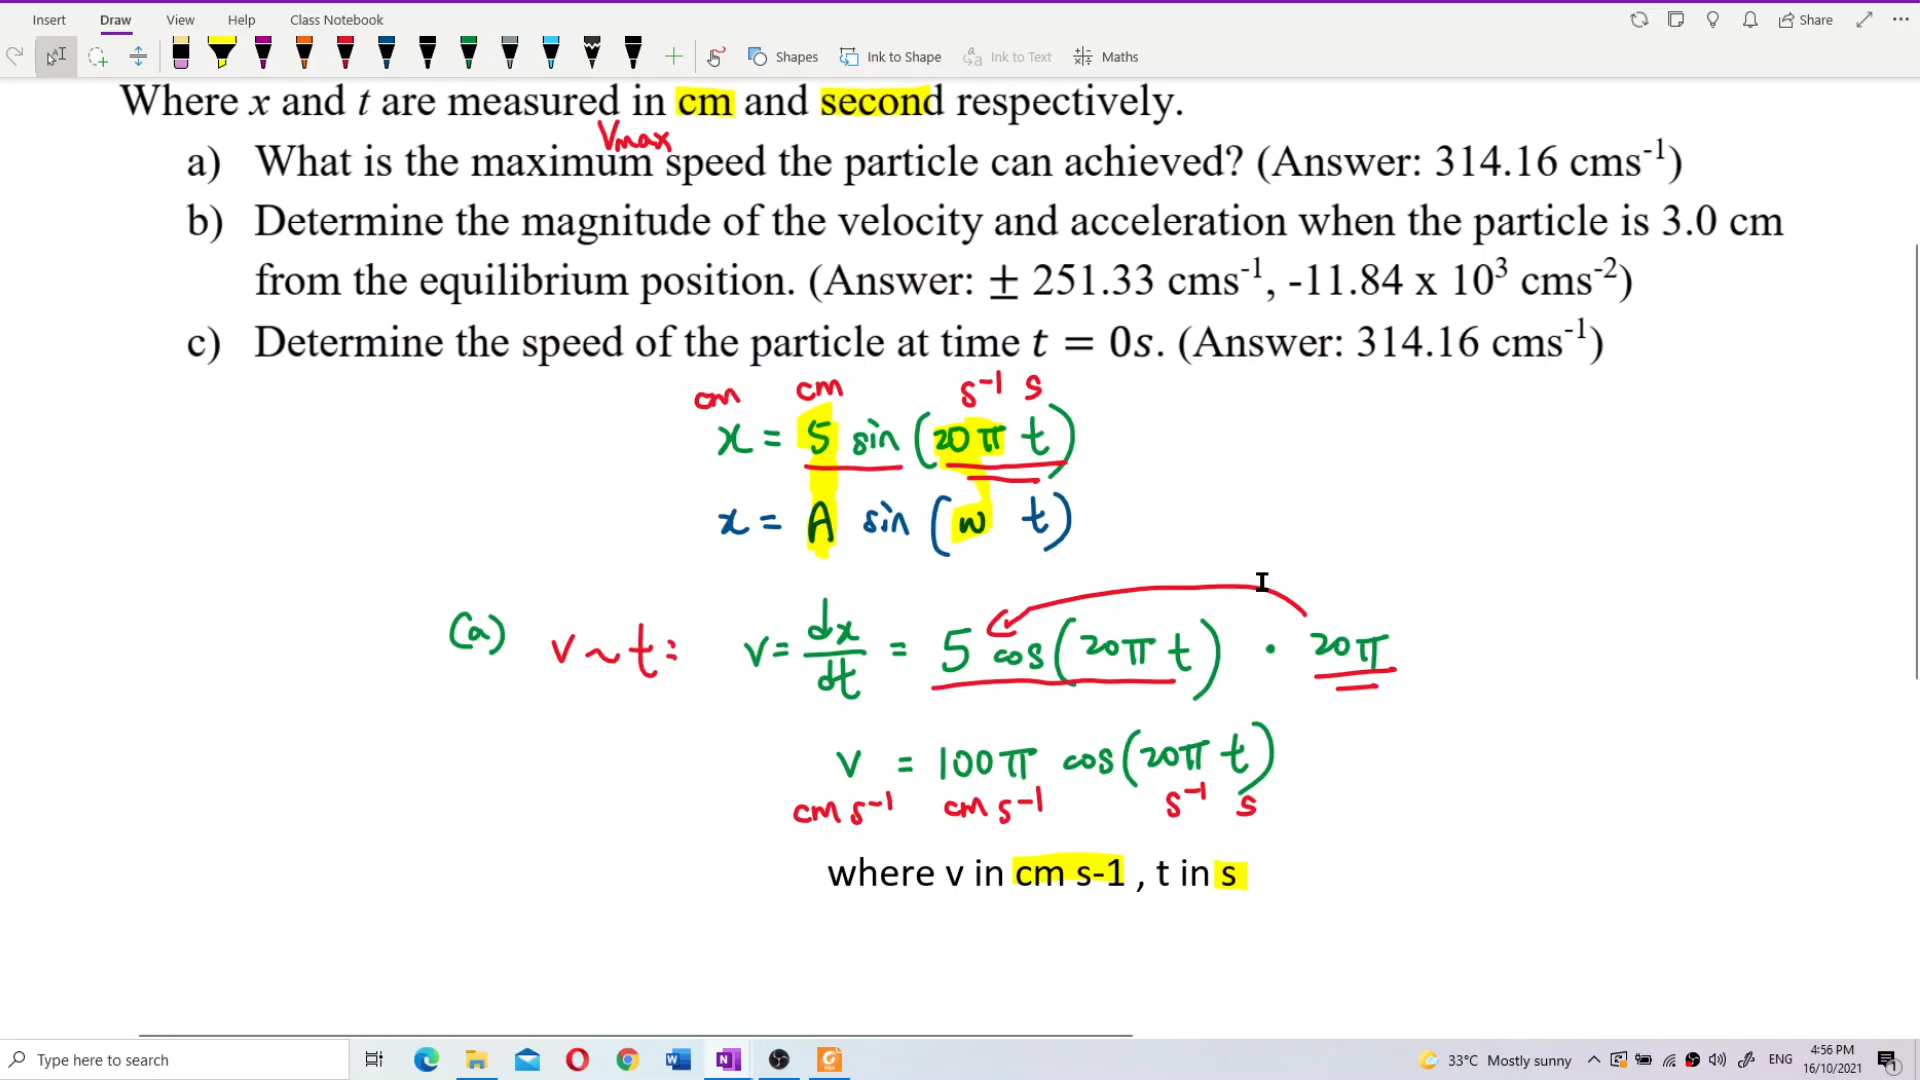 Insert Draw View Help Class Notebook Share
Shapes Ink to Shape Ink to Text Maths
Where x and t are measured in cm and second respectively.
Vmax
a) What is the maximum speed the particle can achieved? (Answer: 314.16 cms⁻¹)
b) Determine the magnitude of the velocity and acceleration when the particle is 3.0 cm
from the equilibrium position. (Answer: ± 251.33 cms⁻¹, -11.84 x 10³ cms⁻²)
c) Determine the speed of the particle at time t = 0s. (Answer: 314.16 cms⁻¹)
cm cm s⁻¹ s
x = 5 sin (20π t)
x = A sin (w t)
(a) v ~ t: v = dx/dt = 5 cos(20π t) · 20π
v = 100π cos(20π t)
cm s⁻¹ cm s⁻¹ s⁻¹ s
where v in cm s-1 , t in s
Type here to search 33°C Mostly sunny ENG 4:56 PM
16/10/2021